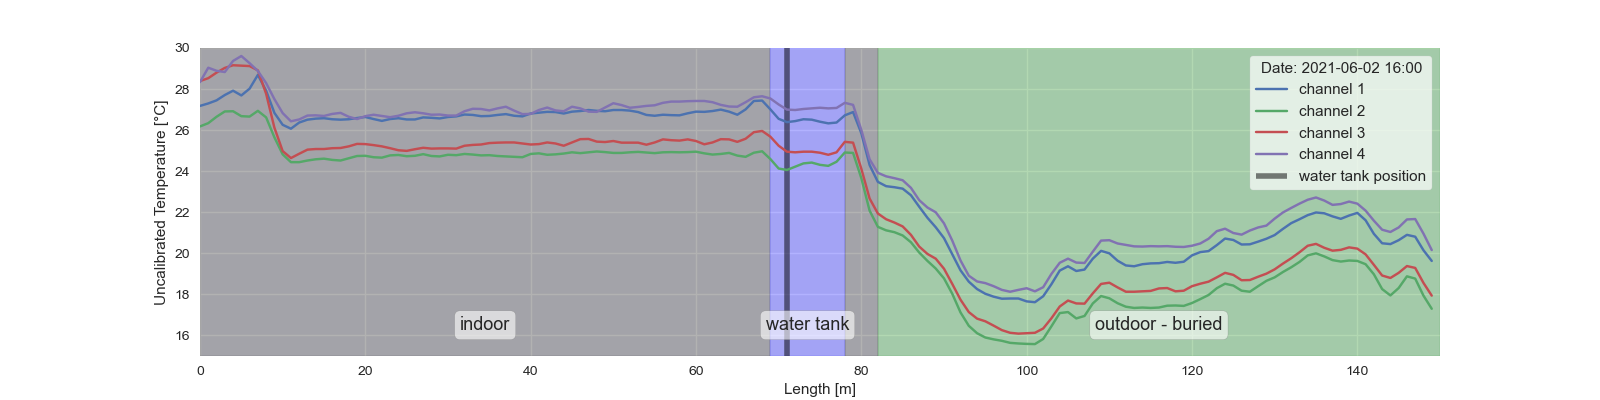 Uncalibrated Temperature [°C]
30
28
26
24
22
20
18
16
Date: 2021-06-02 16:00
channel 1
channel 2
channel 3
channel 4
water tank position
indoor
water tank
outdoor - buried
0 20 40 60 80 100 120 140
Length [m]